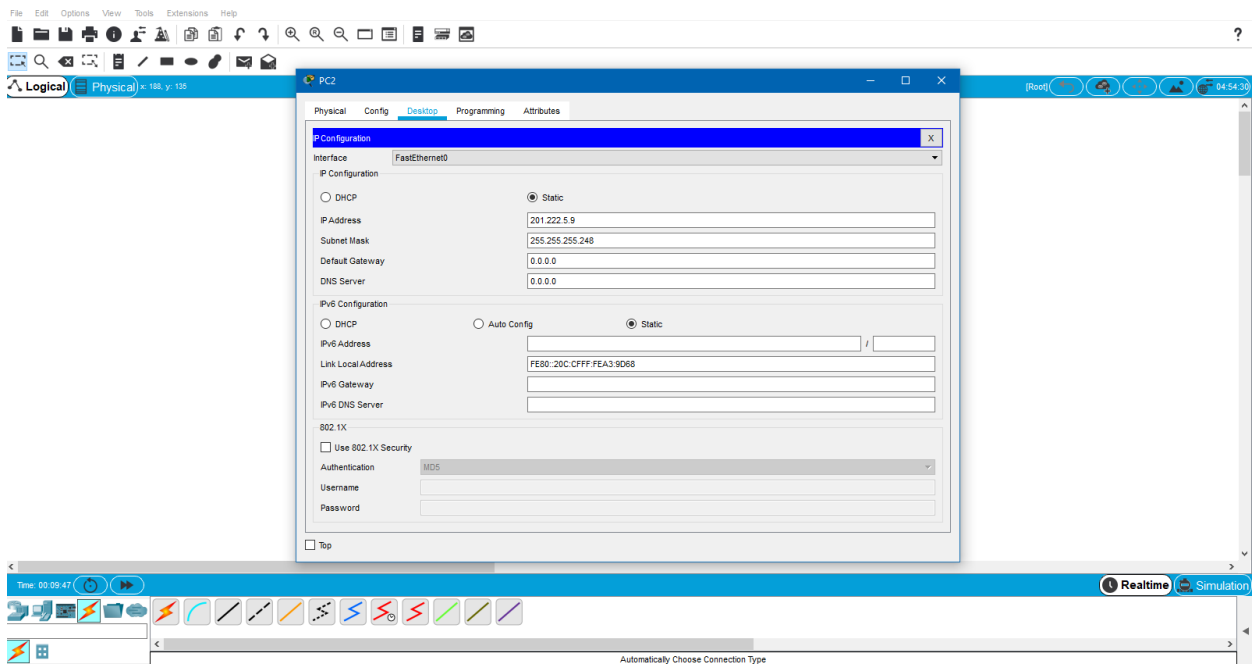 File Edit Options View Tools Extensions Help
?
Logical Physical x: 188, y: 135
[Root] 04:54:30
PC2
Physical Config Desktop Programming Attributes
IP Configuration X
Interface FastEthernet0
IP Configuration
DHCP Static
IP Address 201.222.5.9
Subnet Mask 255.255.255.248
Default Gateway 0.0.0.0
DNS Server 0.0.0.0
IPv6 Configuration
DHCP Auto Config Static
IPv6 Address /
Link Local Address FE80::20C:CFFF:FEA3:9D68
IPv6 Gateway
IPv6 DNS Server
802.1X
Use 802.1X Security
Authentication MD5
Username
Password
Top
Time: 00:09:47 Realtime Simulation
Automatically Choose Connection Type